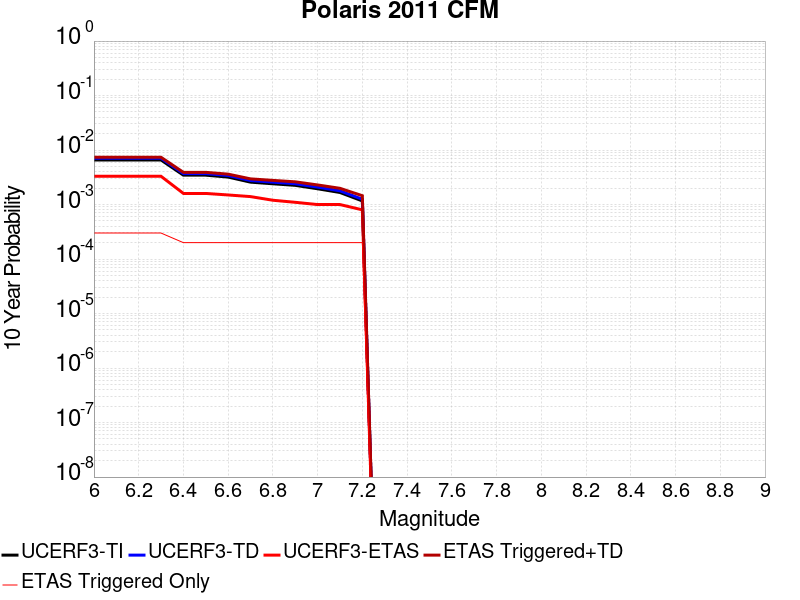 Polaris 2011 CFM
10 0
10 -1
10 -2
10 -3
10 -4
10 -5
10 -6
10 -7
10 -8
10 Year Probability
6 6.2 6.4 6.6 6.8 7 7.2 7.4 7.6 7.8 8 8.2 8.4 8.6 8.8 9
Magnitude
UCERF3-TI UCERF3-TD UCERF3-ETAS ETAS Triggered+TD
ETAS Triggered Only